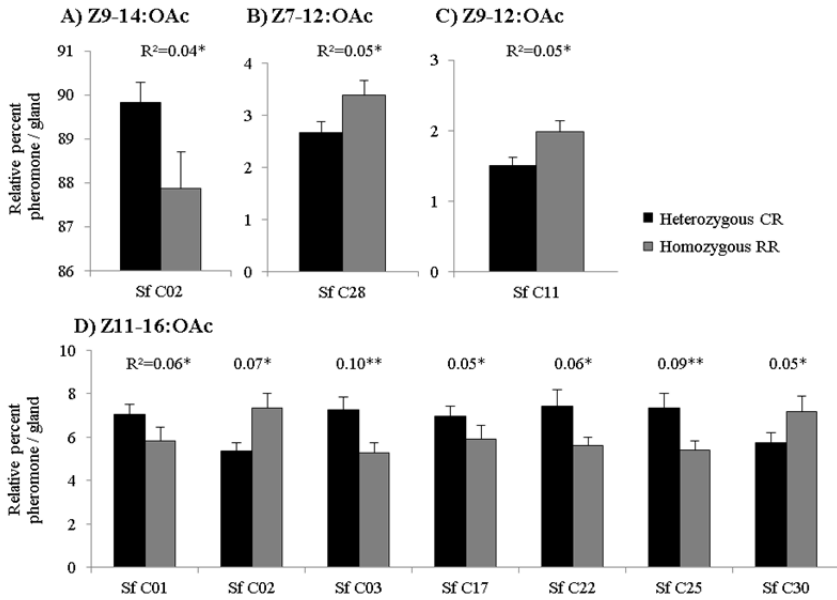 A) Z9-14:OAc
B) Z7-12:OAc
C) Z9-12:OAc
Relative percent
pheromone / gland
91
90
89
88
87
86
R²=0.04*
Sf C02
4
3
2
1
0
R²=0.05*
Sf C28
3
2
1
0
R²=0.05*
Sf C11
Heterozygous CR
Homozygous RR
D) Z11-16:OAc
Relative percent
pheromone / gland
10
8
6
4
2
0
R²=0.06* 0.07* 0.10** 0.05* 0.06* 0.09** 0.05*
Sf C01 Sf C02 Sf C03 Sf C17 Sf C22 Sf C25 Sf C30